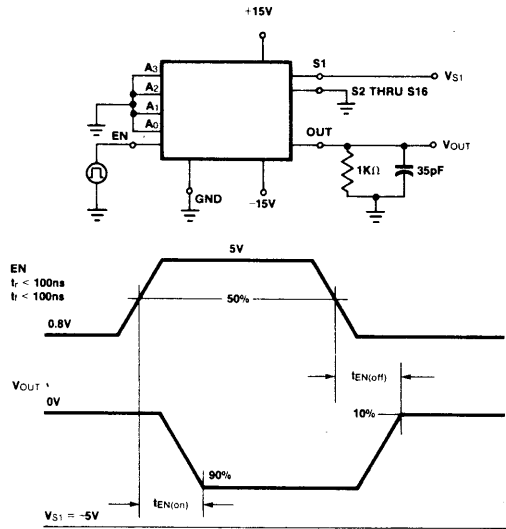 +15V
A3
A2
A1
A0
EN
S1
VS1
S2 THRU S16
OUT
VOUT
1KΩ
35pF
GND
−15V
EN
tr < 100ns
tf < 100ns
5V
50%
0.8V
tEN(off)
VOUT
0V
10%
90%
tEN(on)
VS1 = −5V